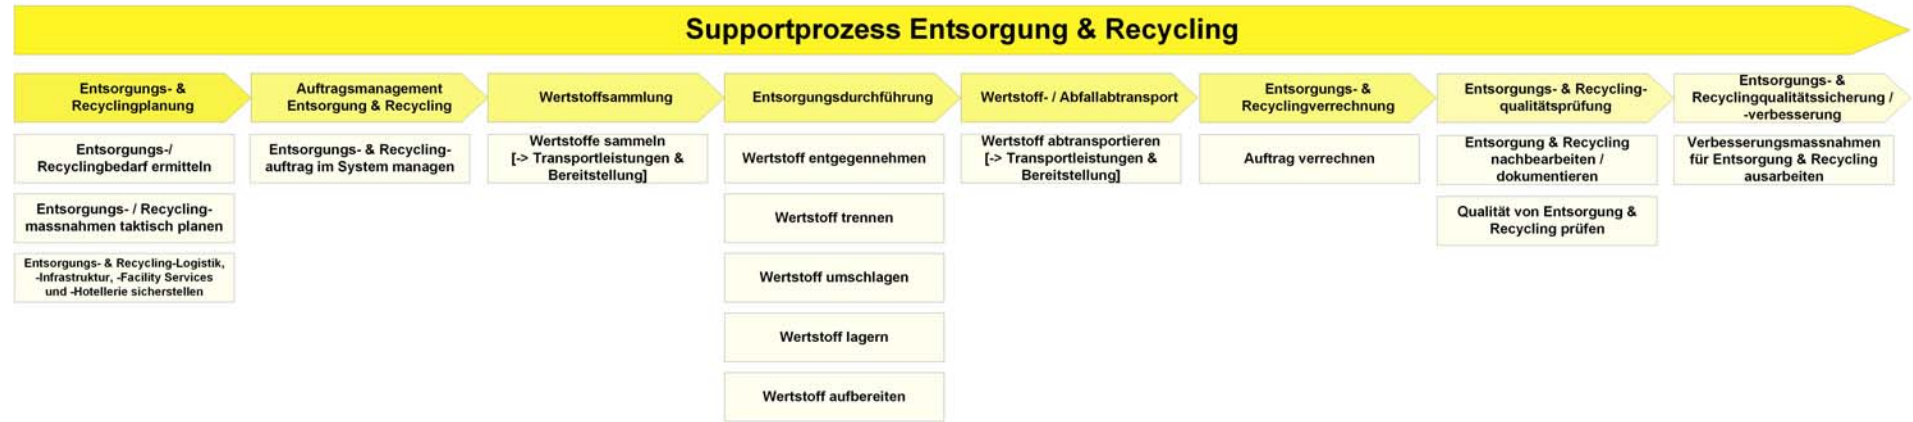 Supportprozess Entsorgung & Recycling
Entsorgungs- &
Recyclingplanung
Auftragsmanagement
Entsorgung & Recycling
Wertstoffsammlung
Entsorgungsdurchführung
Wertstoff- / Abfallabtransport
Entsorgungs- &
Recyclingverrechnung
Entsorgungs- & Recycling-
qualitätsprüfung
Entsorgungs- &
Recyclingqualitätssicherung /
-verbesserung
Entsorgungs-/
Recyclingbedarf ermitteln
Entsorgungs- / Recycling-
massnahmen taktisch planen
Entsorgungs- & Recycling-Logistik,
-Infrastruktur, -Facility Services
und -Hotellerie sicherstellen
Entsorgungs- & Recycling-
auftrag im System managen
Wertstoffe sammeln
[-> Transportleistungen &
Bereitstellung]
Wertstoff entgegennehmen
Wertstoff trennen
Wertstoff umschlagen
Wertstoff lagern
Wertstoff aufbereiten
Wertstoff abtransportieren
[-> Transportleistungen &
Bereitstellung]
Auftrag verrechnen
Entsorgung & Recycling
nachbearbeiten /
dokumentieren
Qualität von Entsorgung &
Recycling prüfen
Verbesserungsmassnahmen
für Entsorgung & Recycling
ausarbeiten